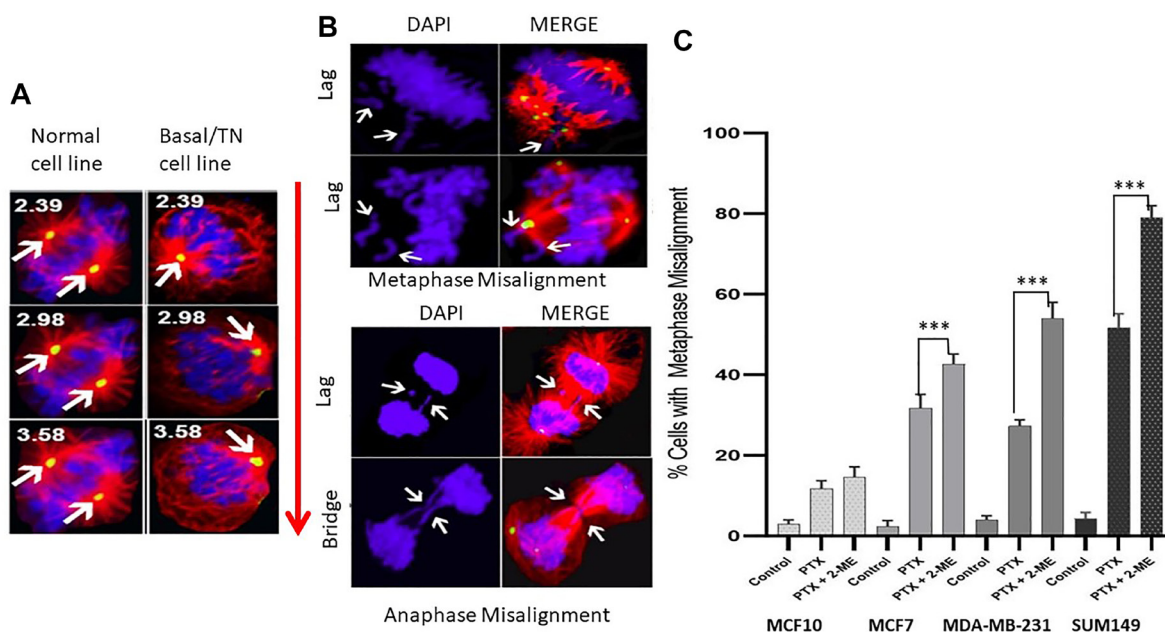 A
Normal cell line
Basal/TN cell line
2.39
2.39
2.98
2.98
3.58
3.58
B
DAPI
MERGE
Lag
Lag
Metaphase Misalignment
DAPI
MERGE
Lag
Bridge
Anaphase Misalignment
C
% Cells with Metaphase Misalignment
100
80
60
40
20
0
***
***
***
Control
PTX
PTX + 2-ME
Control
PTX
PTX + 2-ME
Control
PTX
PTX + 2-ME
Control
PTX
PTX + 2-ME
MCF10
MCF7
MDA-MB-231
SUM149